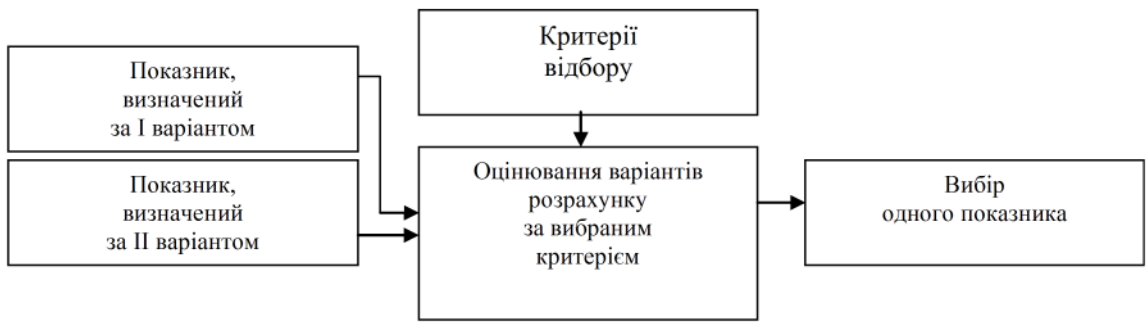 Критерії
відбору
Показник,
визначений
за І варіантом
Показник,
визначений
за ІІ варіантом
Оцінювання варіантів
розрахунку
за вибраним
критерієм
Вибір
одного показника